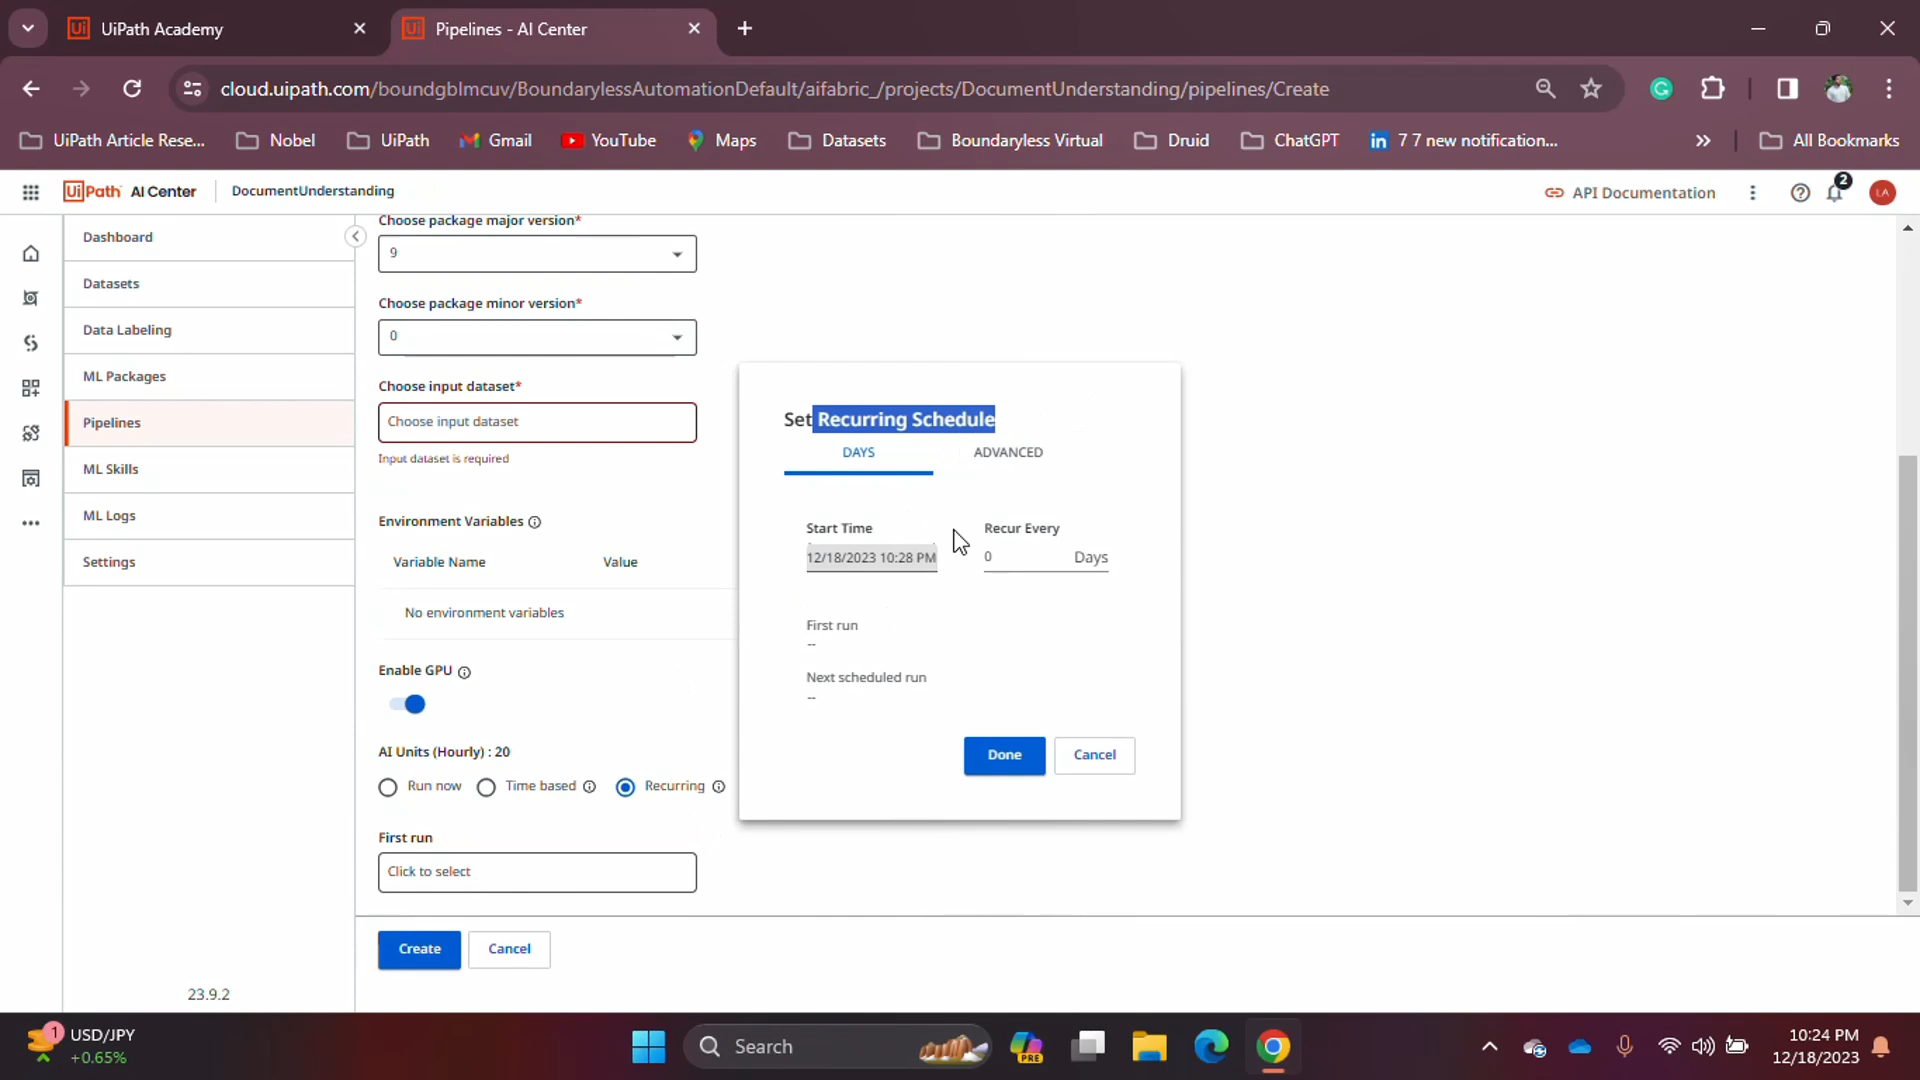 UiPath Academy
Pipelines - AI Center
cloud.uipath.com/boundgblmcuv/BoundarylessAutomationDefault/aifabric_/projects/DocumentUnderstanding/pipelines/Create
UiPath Article Rese...
Nobel
UiPath
Gmail
YouTube
Maps
Datasets
Boundaryless Virtual
Druid
ChatGPT
7 7 new notification...
All Bookmarks
UiPath AI Center
DocumentUnderstanding
API Documentation
2
LA
Dashboard
Datasets
Data Labeling
ML Packages
Pipelines
ML Skills
ML Logs
Settings
23.9.2
Choose package major version*
9
Choose package minor version*
0
Choose input dataset*
Choose input dataset
Input dataset is required
Environment Variables
Variable Name Value
No environment variables
Enable GPU
AI Units (Hourly) : 20
Run now Time based Recurring
First run
Click to select
Create Cancel
Set Recurring Schedule
DAYS ADVANCED
Start Time Recur Every
12/18/2023 10:28 PM 0 Days
First run
--
Next scheduled run
--
Done Cancel
1
USD/JPY
+0.65%
Search
PRE
10:24 PM
12/18/2023